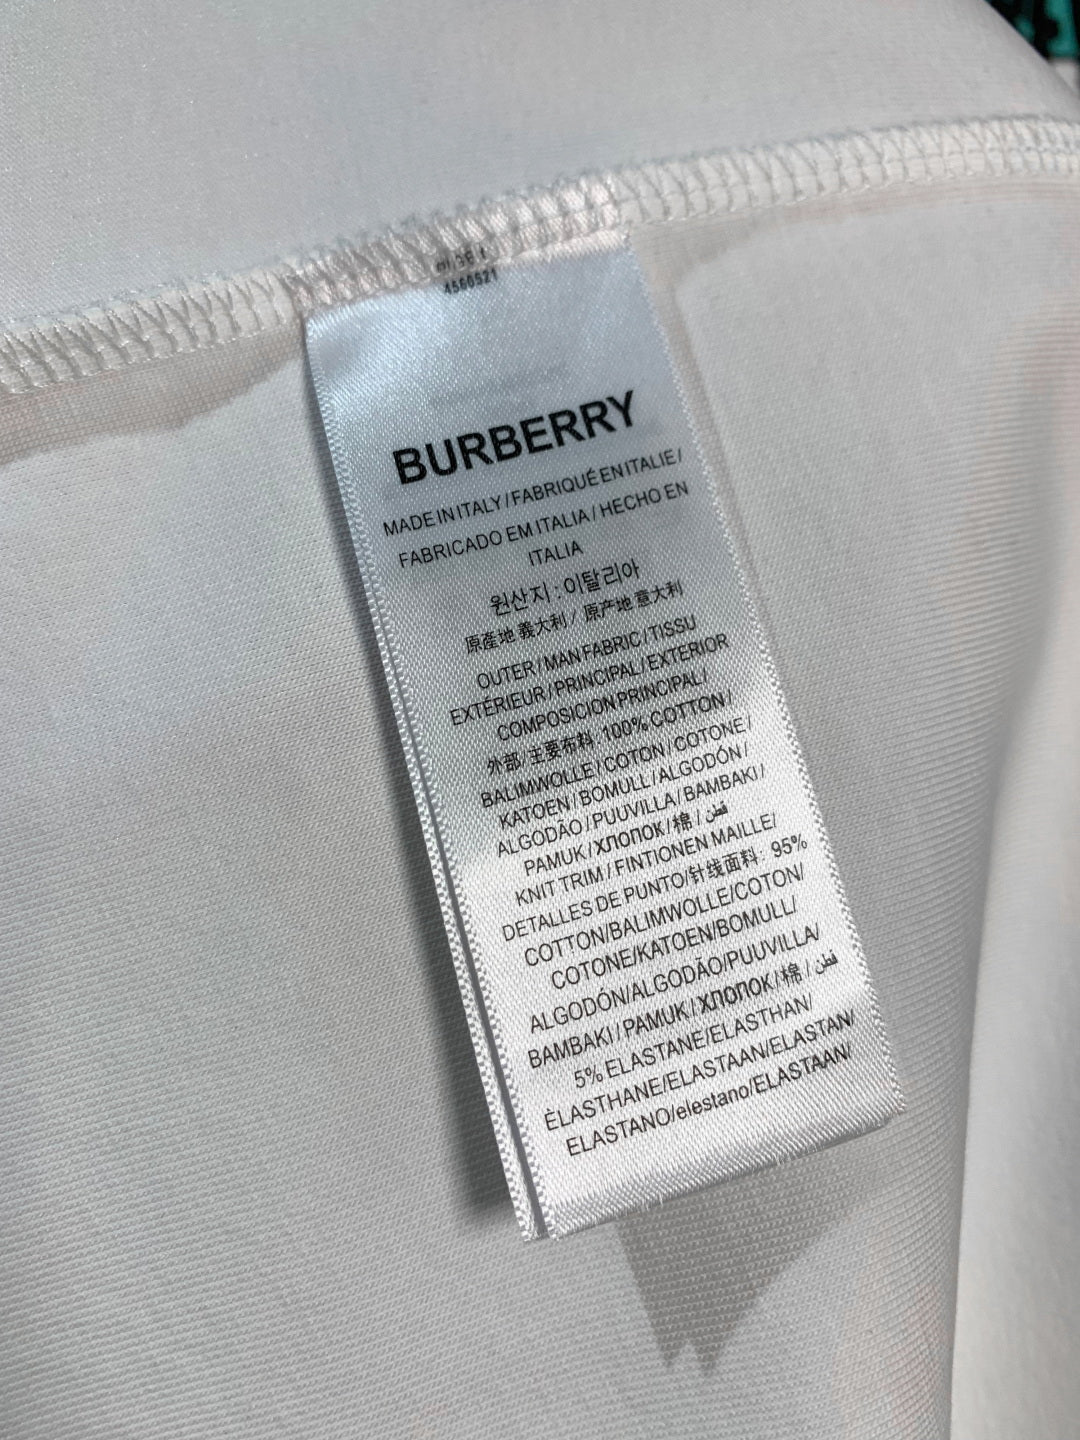 4560521
BURBERRY
MADE IN ITALY / FABRIQUÉ EN ITALIE /
FABRICADO EM ITALIA / HECHO EN
ITALIA
원산지 : 이탈리아
原產地 義大利 / 原产地 意大利
OUTER / MAN FABRIC / TISSU
EXTÉRIEUR / PRINCIPAL / EXTERIOR
COMPOSICION PRINCIPAL /
外部 / 主要布料: 100% COTTON /
BALIMWOLLE / COTON / COTONE /
KATOEN / BOMULL / ALGODÓN /
ALGODÃO / PUUVILLA / BAMBAKI /
PAMUK / ХЛОПОК / 棉 / قطن
KNIT TRIM / FINTIONEN MAILLE /
DETALLES DE PUNTO/针线面料: 95%
COTTON/BALIMWOLLE/COTON/
COTONE/KATOEN/BOMULL/
ALGODÓN/ALGODÃO/PUUVILLA/
BAMBAKI / PAMUK / ХЛОПОК / 棉 / قطن
5% ELASTANE/ELASTHAN/
ÈLASTHANE/ELASTAAN/ELASTAN/
ELASTANO/elestano/ELASTAAN/